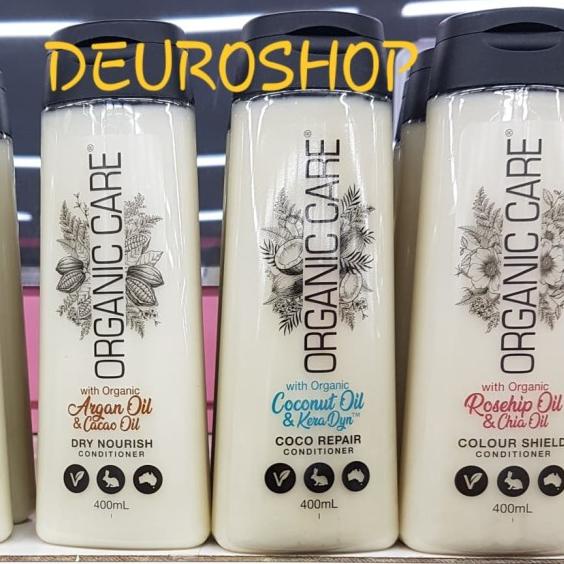 DEUROSHOP
ORGANIC CARE®
with Organic
Argan Oil
& Cacao Oil
DRY NOURISH
CONDITIONER
400mL
ORGANIC CARE®
with Organic
Coconut Oil
& KeraDyn™
COCO REPAIR
CONDITIONER
400mL
ORGANIC CARE®
with Organic
Rosehip Oil
& Chia Oil
COLOUR SHIELD
CONDITIONER
400mL